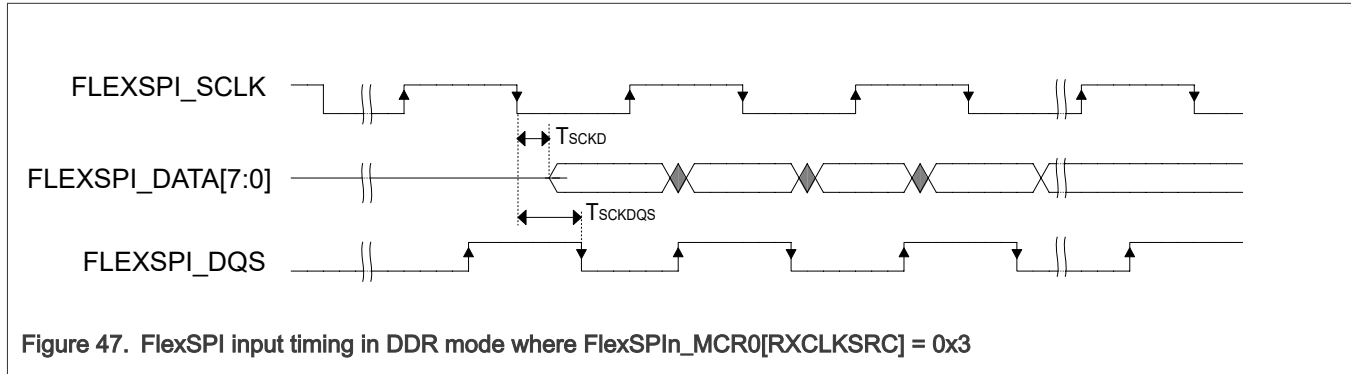 FLEXSPI_SCLK
TSCKD
FLEXSPI_DATA[7:0]
TSCKDQS
FLEXSPI_DQS
Figure 47. FlexSPI input timing in DDR mode where FlexSPIn_MCR0[RXCLKSRC] = 0x3